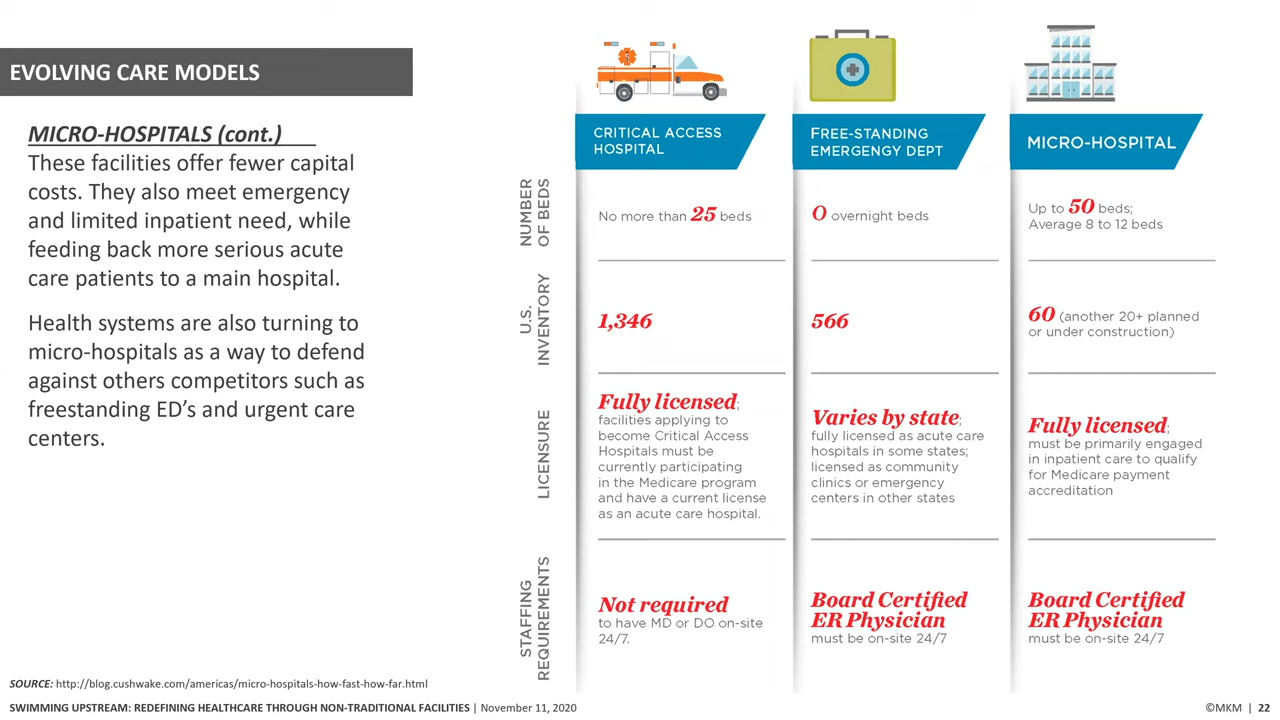 EVOLVING CARE MODELS
MICRO-HOSPITALS (cont.)
These facilities offer fewer capital
costs. They also meet emergency
and limited inpatient need, while
feeding back more serious acute
care patients to a main hospital.
Health systems are also turning to
micro-hospitals as a way to defend
against others competitors such as
freestanding ED’s and urgent care
centers.
CRITICAL ACCESS
HOSPITAL
FREE-STANDING
EMERGENGY DEPT
MICRO-HOSPITAL
NUMBER
OF BEDS
No more than 25 beds
0 overnight beds
Up to 50 beds;
Average 8 to 12 beds
U.S.
INVENTORY
1,346
566
60 (another 20+ planned
or under construction)
LICENSURE
Fully licensed;
facilities applying to
become Critical Access
Hospitals must be
currently participating
in the Medicare program
and have a current license
as an acute care hospital.
Varies by state;
fully licensed as acute care
hospitals in some states;
licensed as community
clinics or emergency
centers in other states
Fully licensed;
must be primarily engaged
in inpatient care to qualify
for Medicare payment
accreditation
STAFFING
REQUIREMENTS
Not required
to have MD or DO on-site
24/7.
Board Certified
ER Physician
must be on-site 24/7
Board Certified
ER Physician
must be on-site 24/7
SOURCE: http://blog.cushwake.com/americas/micro-hospitals-how-fast-how-far.html
SWIMMING UPSTREAM: REDEFINING HEALTHCARE THROUGH NON-TRADITIONAL FACILITIES | November 11, 2020
©MKM | 22